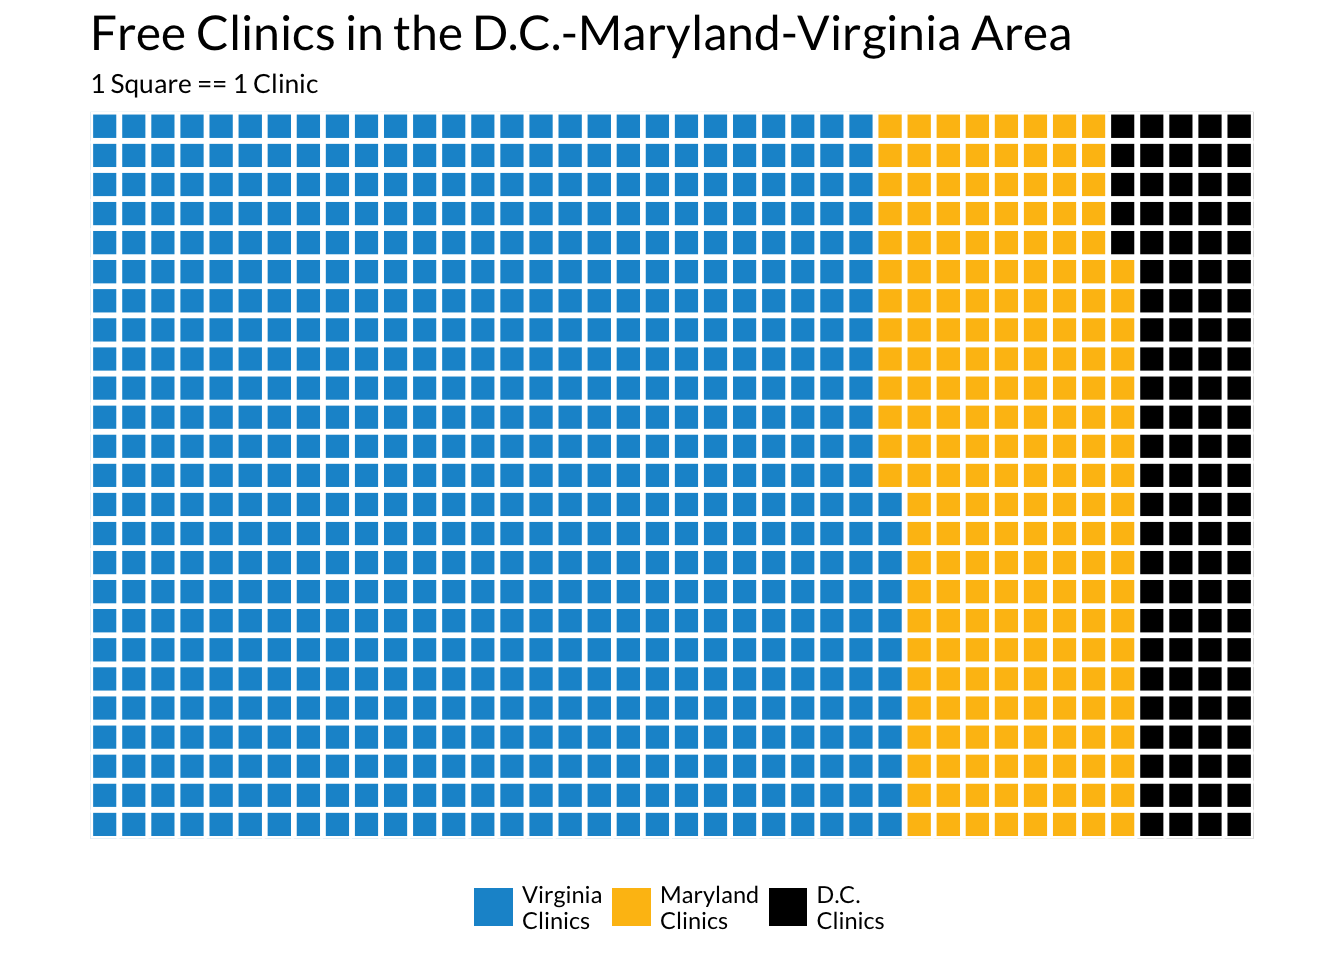 Free Clinics in the D.C.-Maryland-Virginia Area
1 Square == 1 Clinic
Virginia
Clinics
Maryland
Clinics
D.C.
Clinics